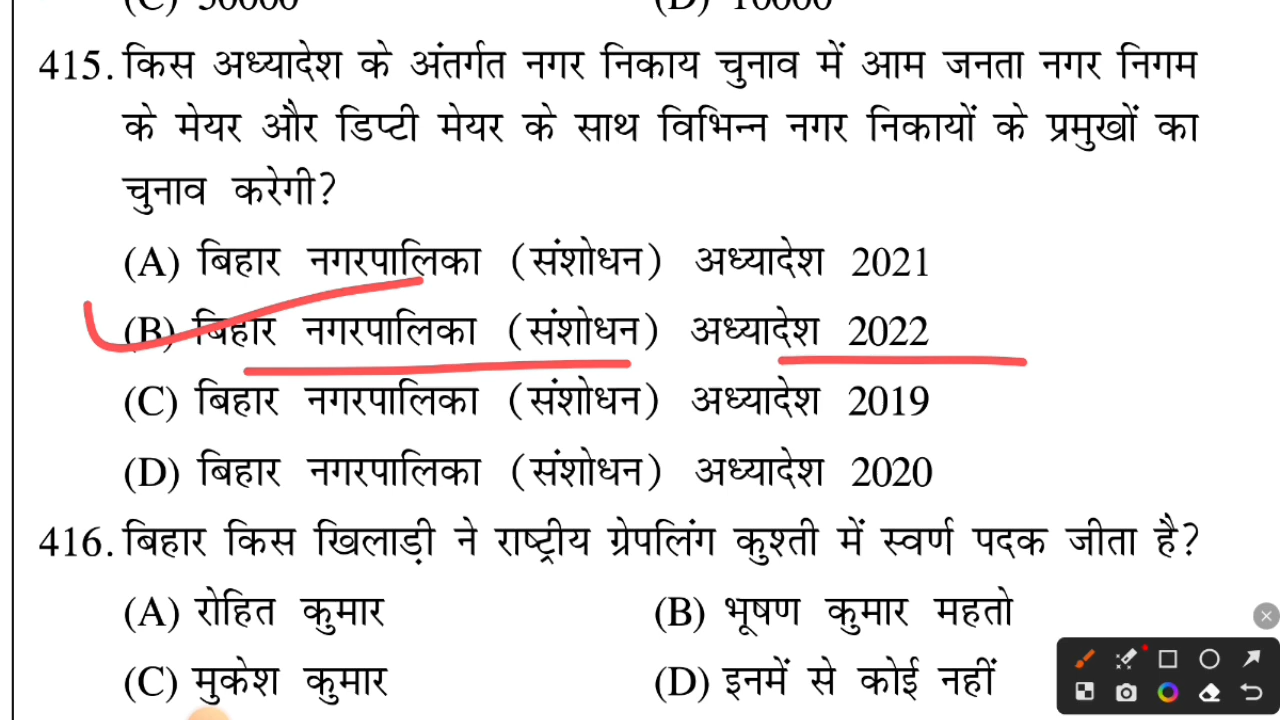 (C) 50000 (D) 10000
415. किस अध्यादेश के अंतर्गत नगर निकाय चुनाव में आम जनता नगर निगम
के मेयर और डिप्टी मेयर के साथ विभिन्न नगर निकायों के प्रमुखों का
चुनाव करेगी?
(A) बिहार नगरपालिका (संशोधन) अध्यादेश 2021
(B) बिहार नगरपालिका (संशोधन) अध्यादेश 2022
(C) बिहार नगरपालिका (संशोधन) अध्यादेश 2019
(D) बिहार नगरपालिका (संशोधन) अध्यादेश 2020
416. बिहार किस खिलाड़ी ने राष्ट्रीय ग्रेपलिंग कुश्ती में स्वर्ण पदक जीता है?
(A) रोहित कुमार (B) भूषण कुमार महतो
(C) मुकेश कुमार (D) इनमें से कोई नहीं